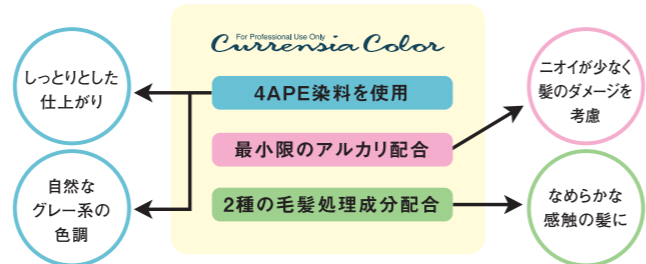 For Professional Use Only
Currensia Color
しっとりとした
仕上がり
4APE染料を使用
ニオイが少なく
髪のダメージを
考慮
最小限のアルカリ配合
自然な
グレー系の
色調
2種の毛髪処理成分配合
なめらかな
感触の髪に